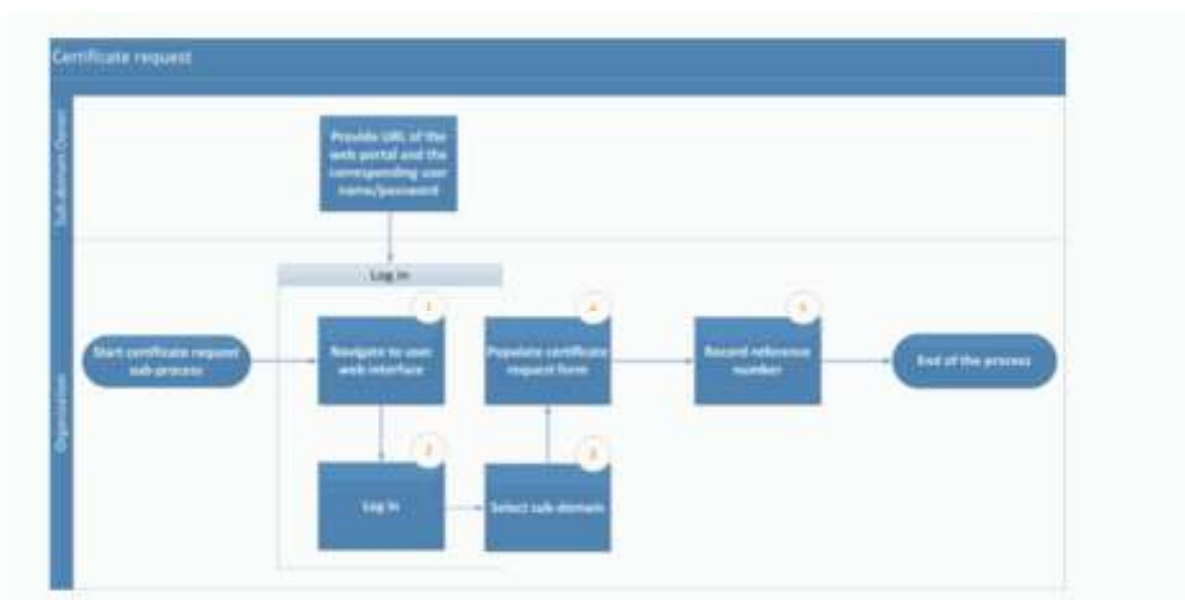 Certificate request
Sub-domain Owner
Provide URL of the
web portal and the
corresponding user
name/password
Log in
Organization
Start certificate request
sub-process
1
Navigate to user
web interface
2
Log in
3
Select sub-domain
4
Populate certificate
request form
5
Record reference
number
End of the process